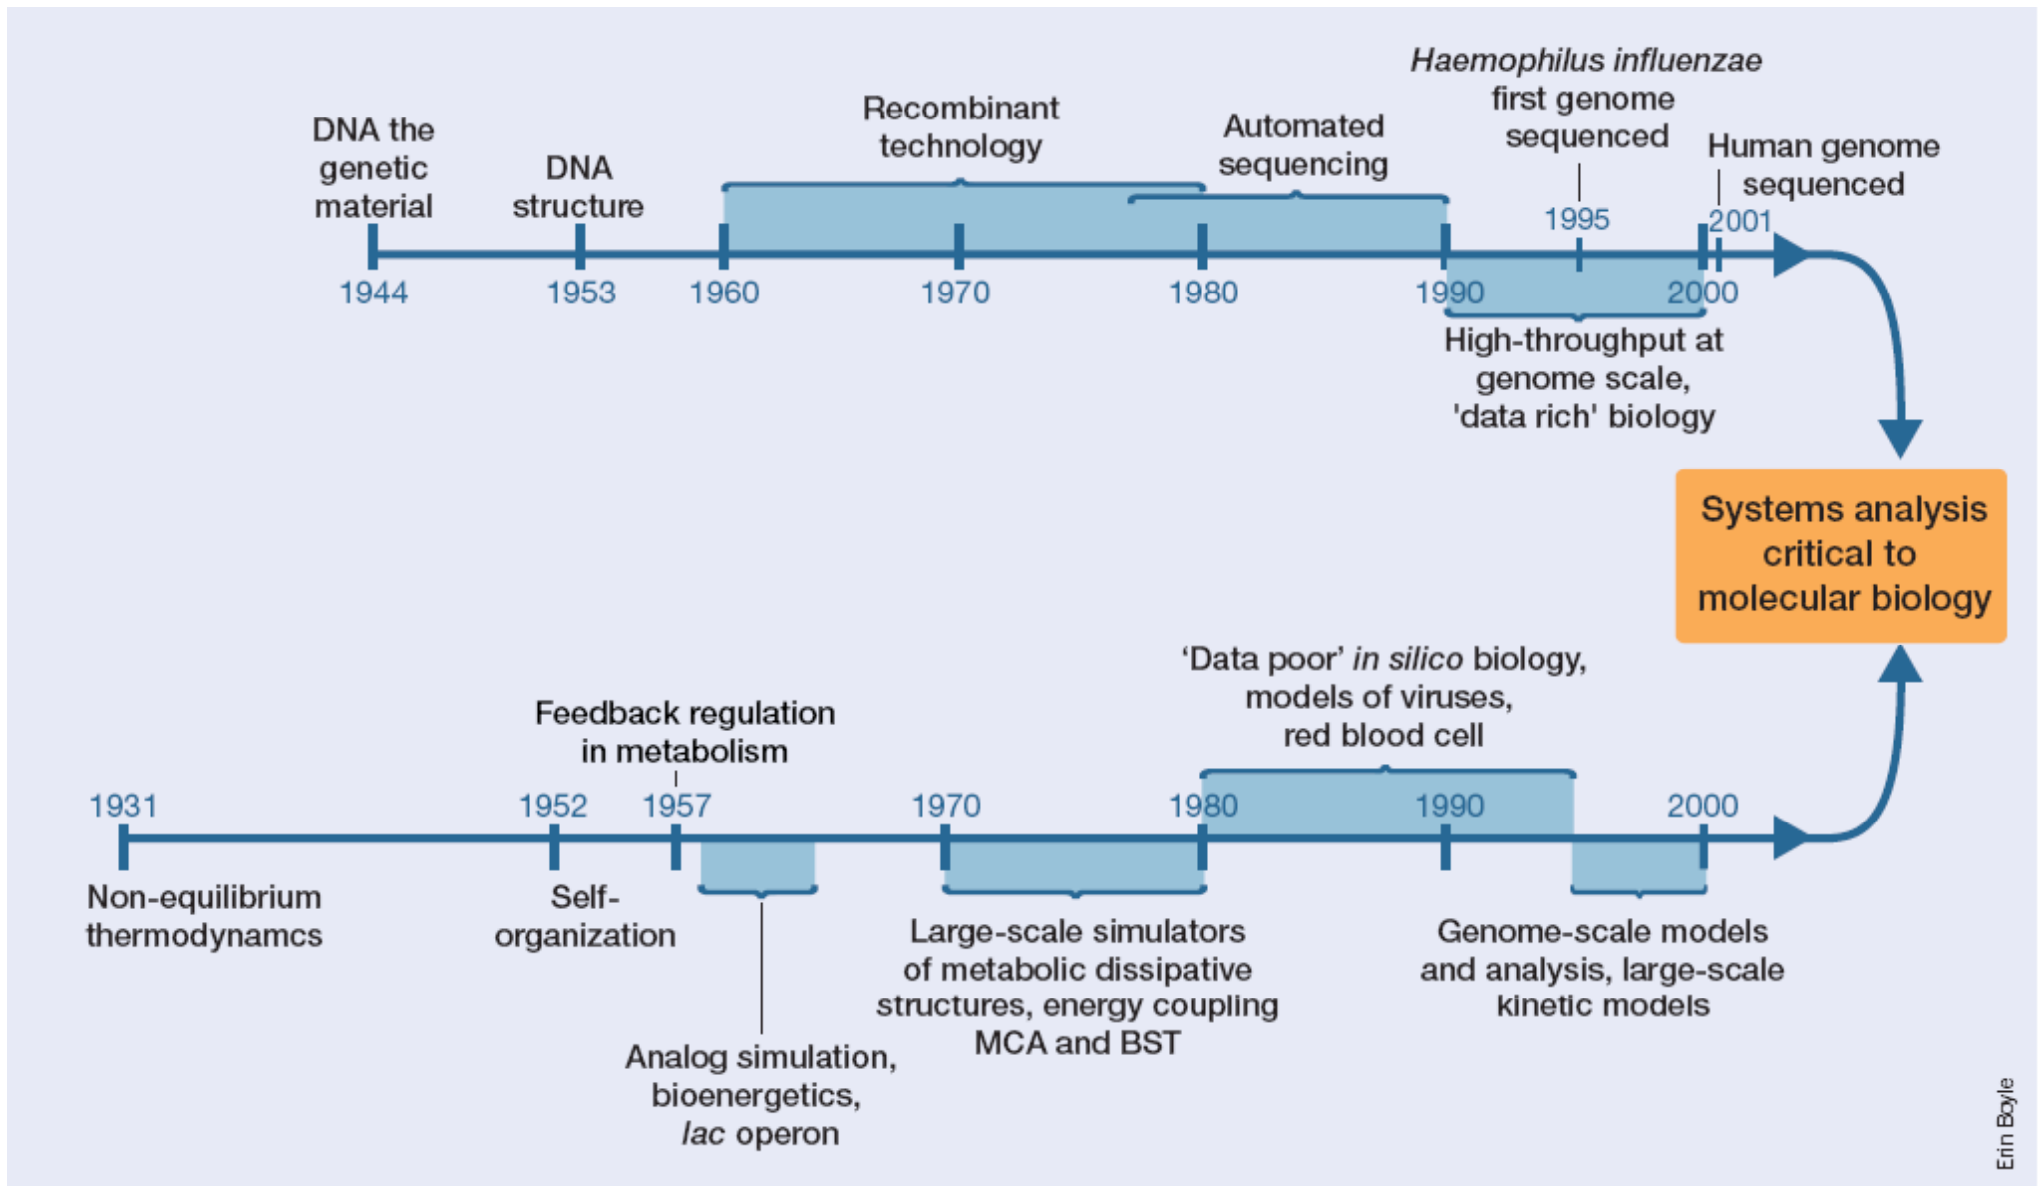 Haemophilus influenzae
first genome
sequenced
Recombinant
technology
Automated
sequencing
DNA the
genetic
material
DNA
structure
Human genome
sequenced
1995
2001
1944
1953
1960
1970
1980
1990
2000
High-throughput at
genome scale,
'data rich' biology
Systems analysis
critical to
molecular biology
‘Data poor’ in silico biology,
models of viruses,
red blood cell
Feedback regulation
in metabolism
1931
1952
1957
1970
1980
1990
2000
Non-equilibrium
thermodynamcs
Self-
organization
Large-scale simulators
of metabolic dissipative
structures, energy coupling
MCA and BST
Genome-scale models
and analysis, large-scale
kinetic models
Analog simulation,
bioenergetics,
lac operon
Erin Boyle